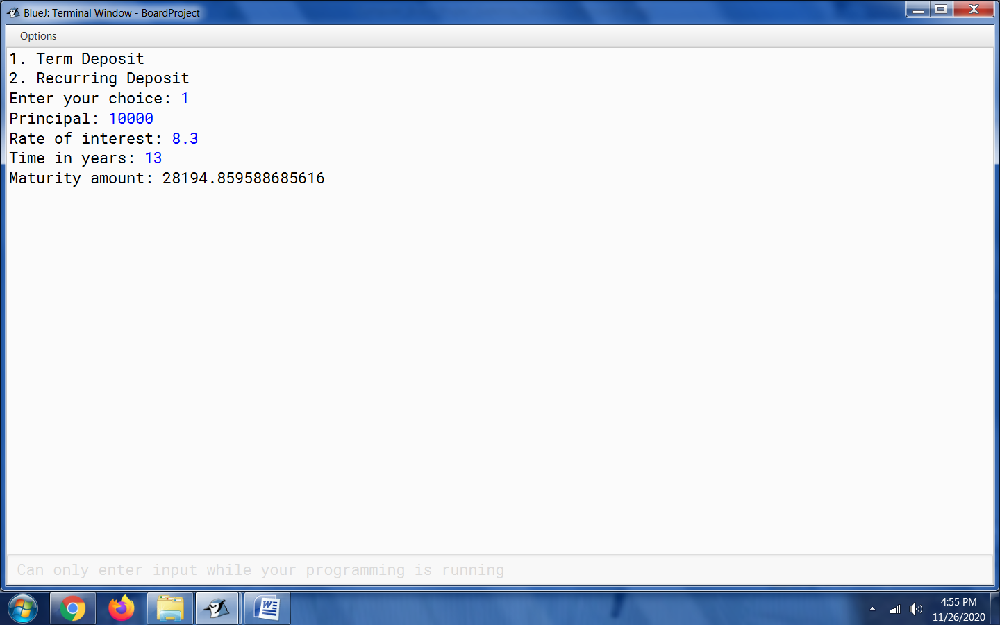 BlueJ: Terminal Window - BoardProject
Options
1. Term Deposit
2. Recurring Deposit
Enter your choice: 1
Principal: 10000
Rate of interest: 8.3
Time in years: 13
Maturity amount: 28194.859588685616
Can only enter input while your programming is running
4:55 PM
11/26/2020